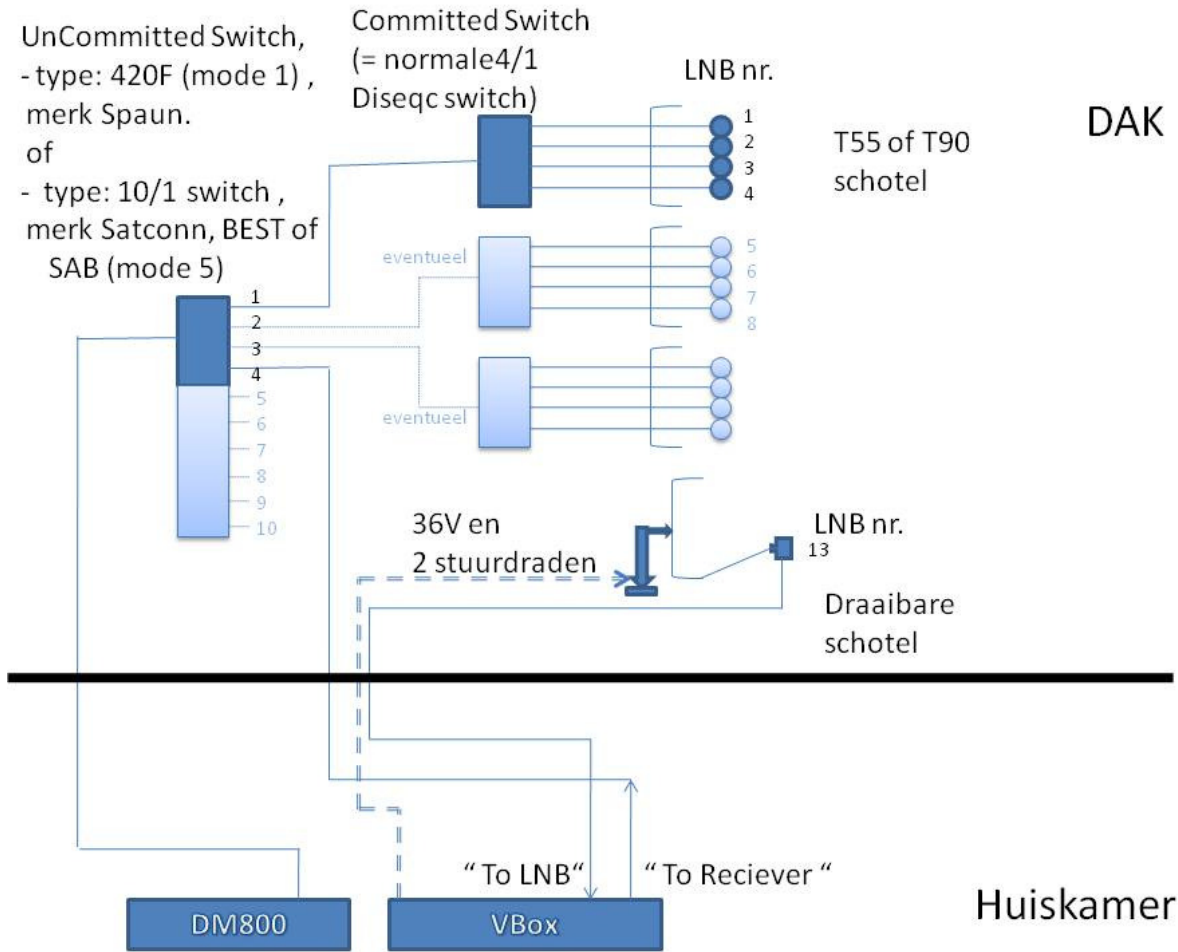 UnCommitted Switch,
- type: 420F (mode 1) ,
merk Spaun.
of
- type: 10/1 switch ,
merk Satconn, BEST of
SAB (mode 5)
Committed Switch
(= normale4/1
Diseqc switch)
LNB nr.
1
2
3
4
T55 of T90
schotel
DAK
eventueel
5
6
7
8
eventueel
1
2
3
4
5
6
7
8
9
10
36V en
2 stuurdraden
LNB nr.
13
Draaibare
schotel
" To LNB"
" To Reciever "
DM800
VBox
Huiskamer